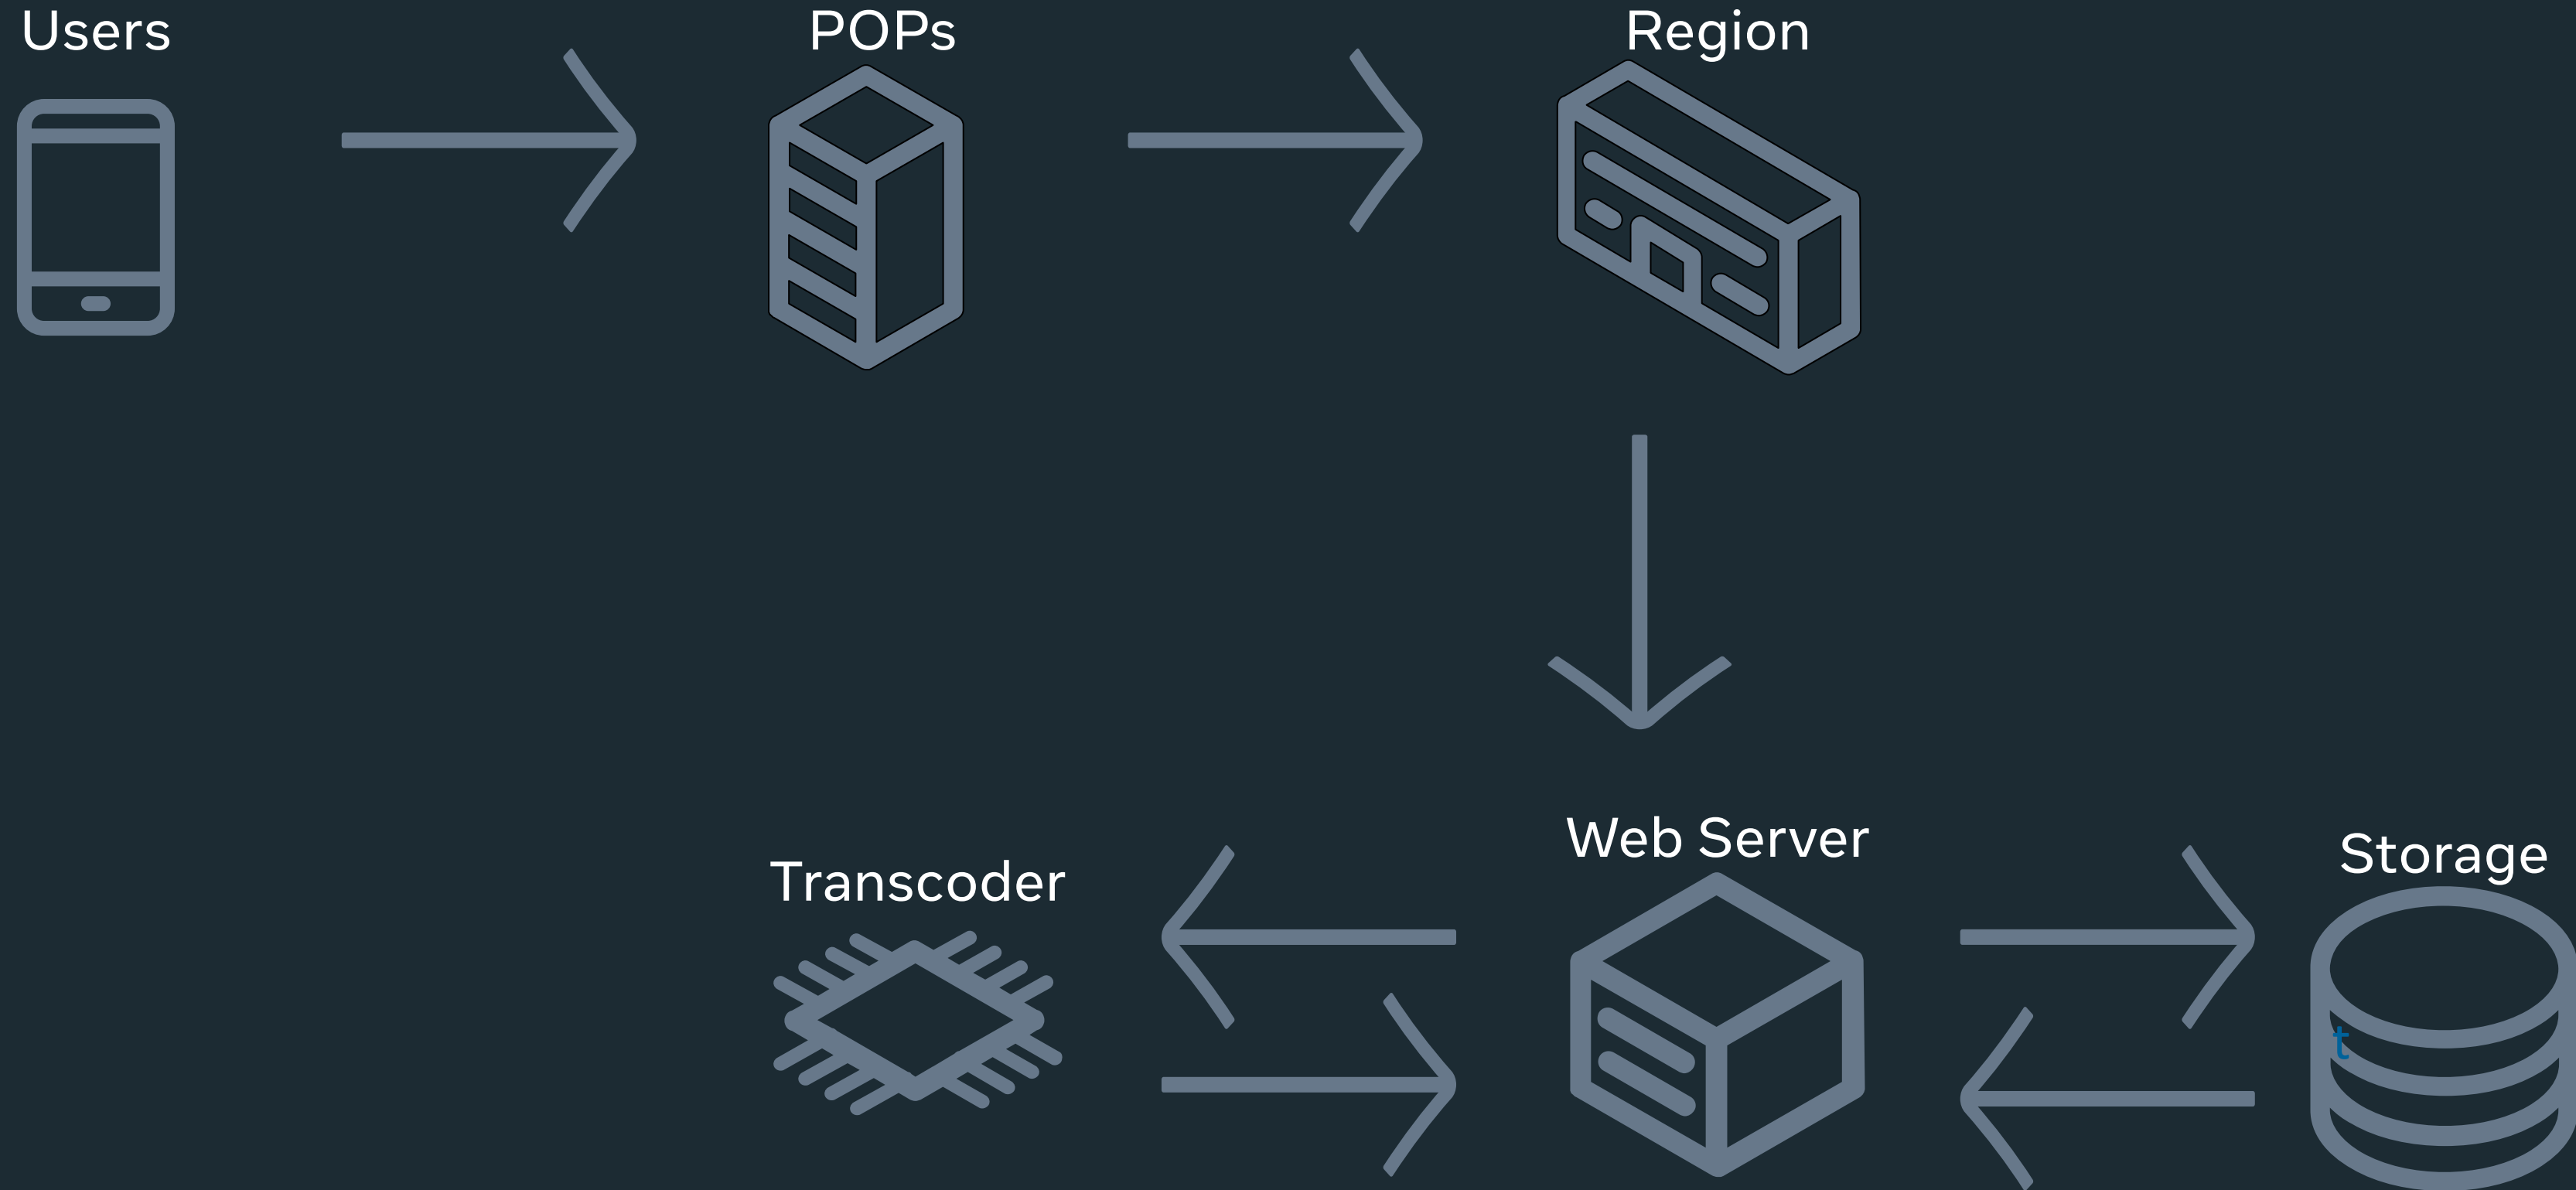 Users
POPs
Region
Web Server
Storage
Transcoder
t